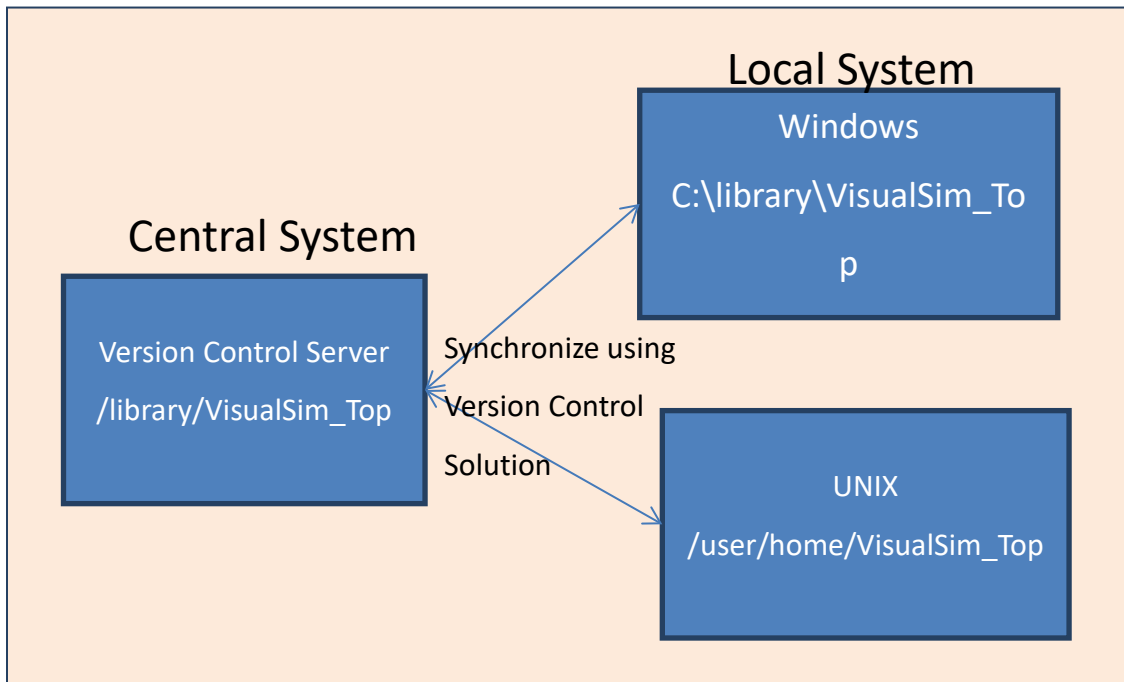 Local System
Windows
C:\library\VisualSim_To
p
Central System
Version Control Server
/library/VisualSim_Top
Synchronize using
Version Control
Solution
UNIX
/user/home/VisualSim_Top